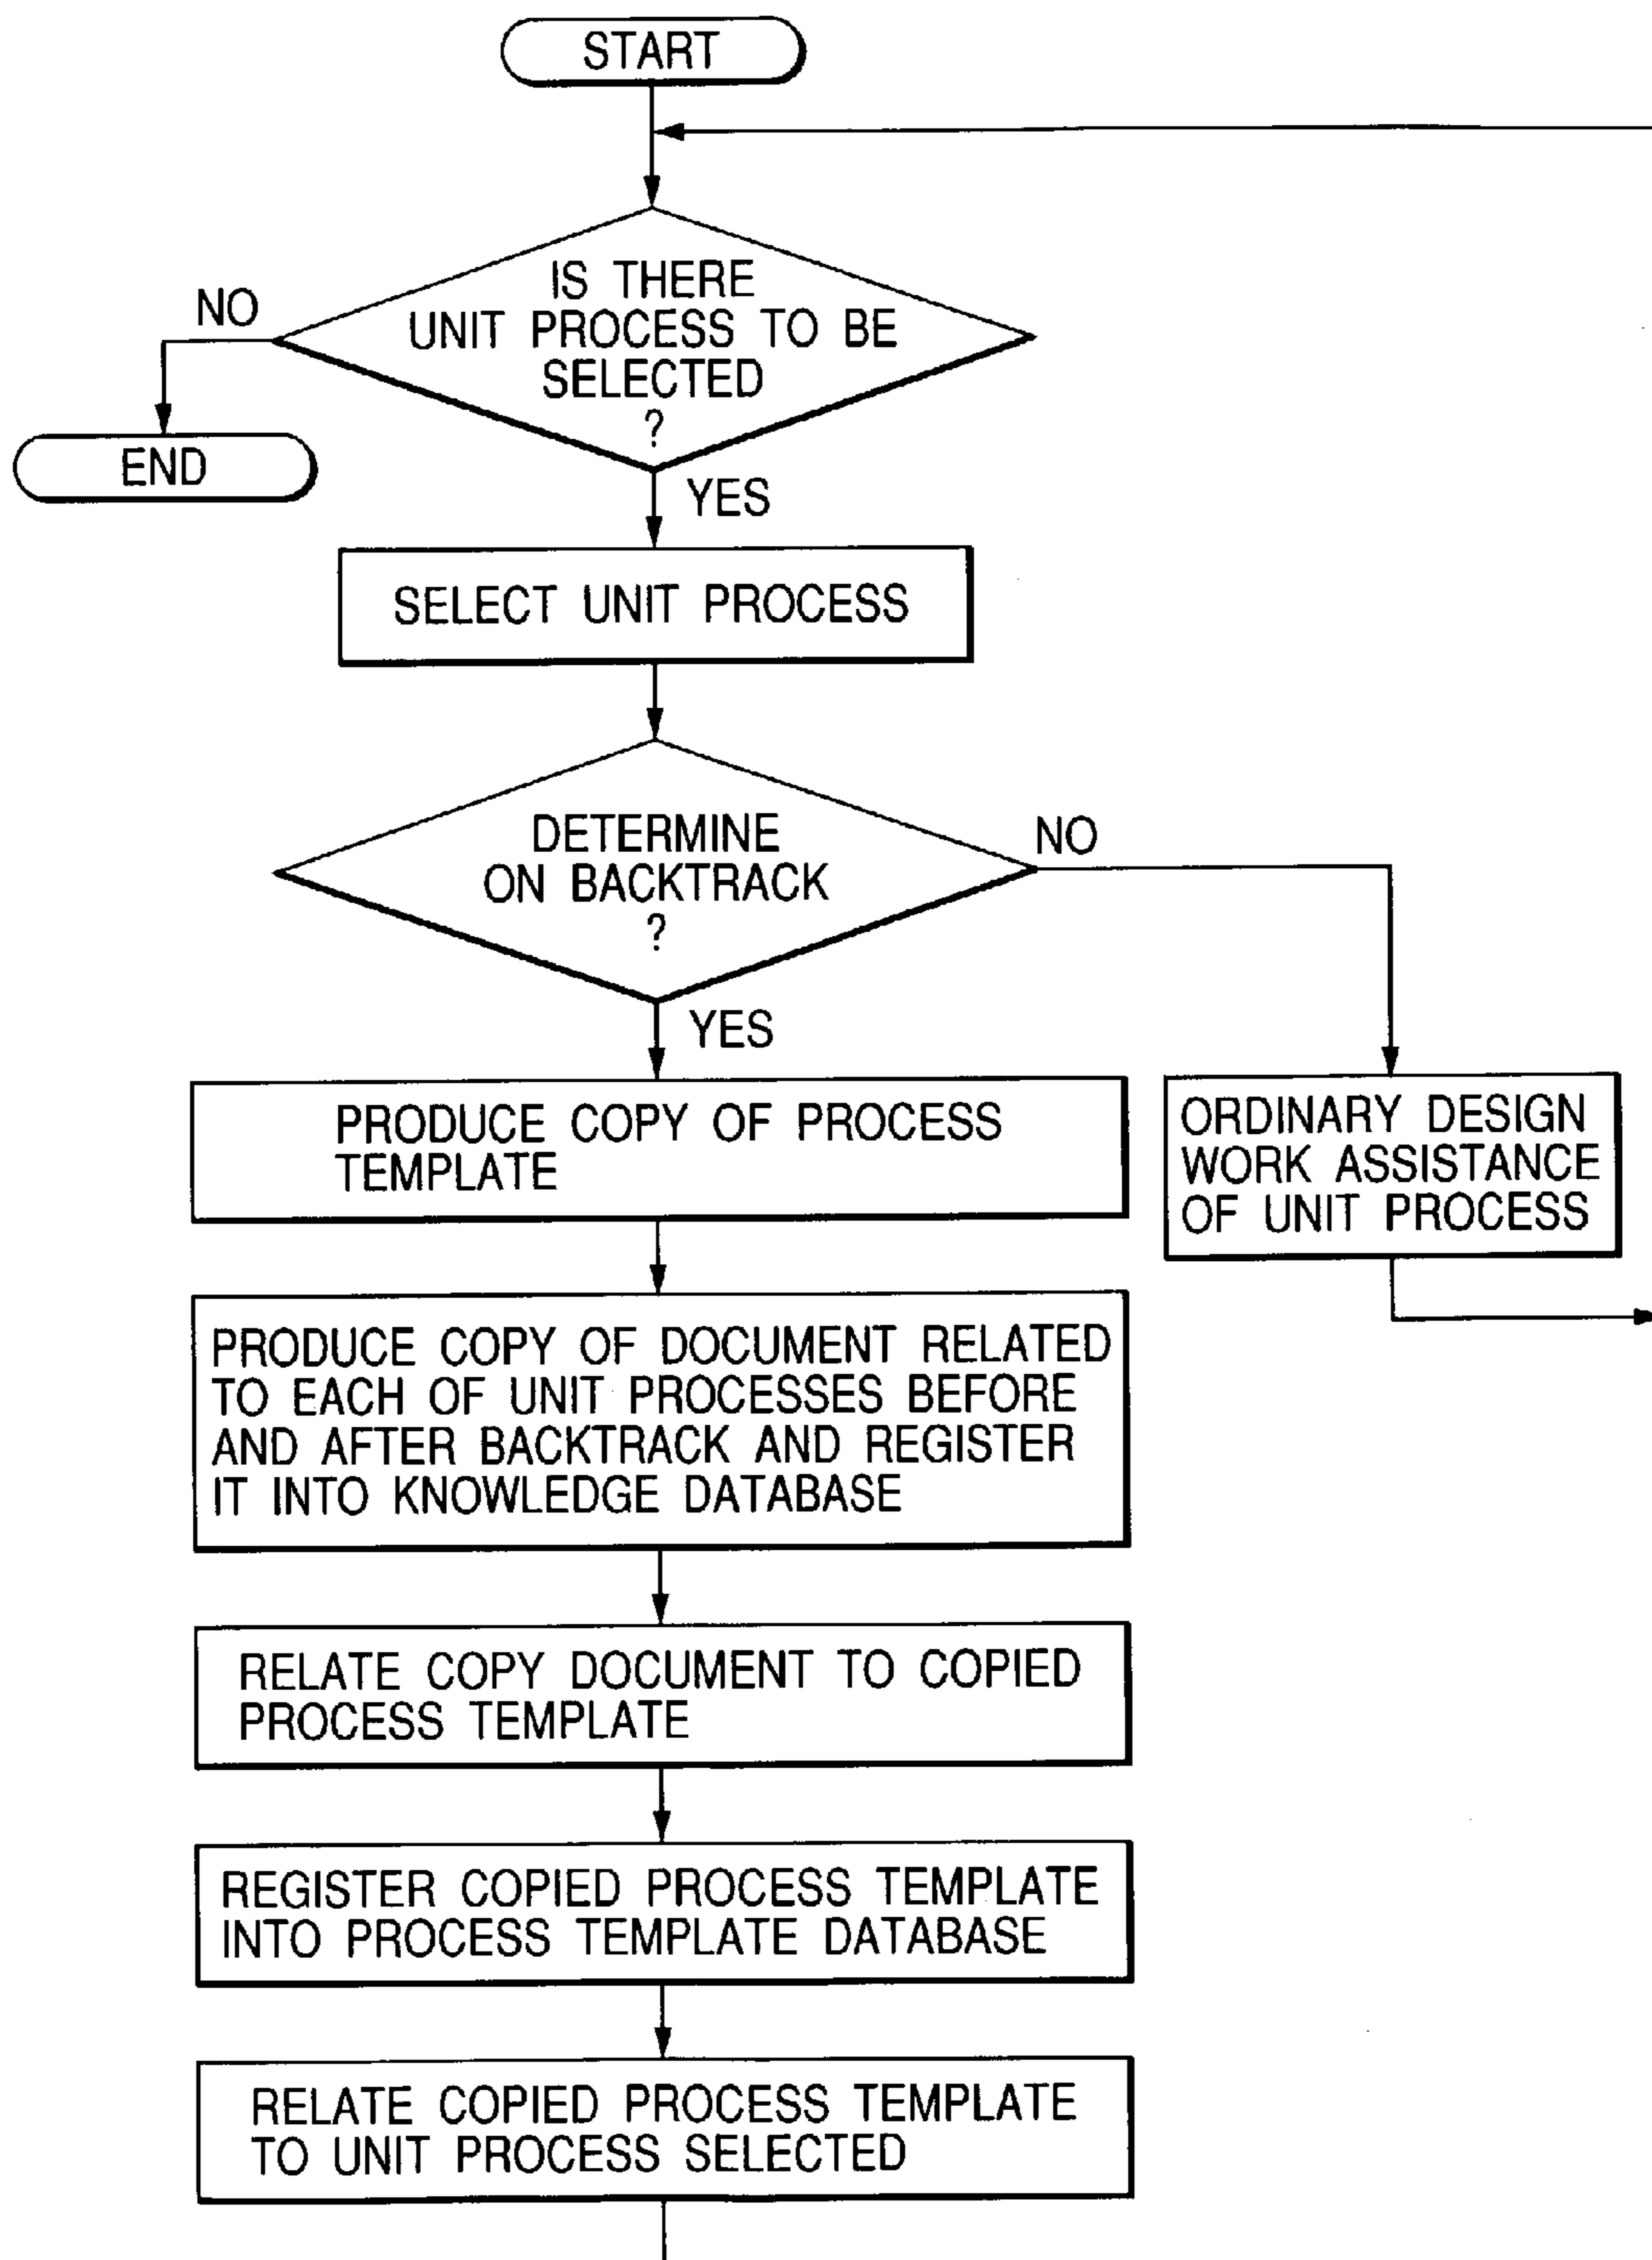 START
IS THERE
UNIT PROCESS TO BE
SELECTED
?
NO
END
YES
SELECT UNIT PROCESS
DETERMINE
ON BACKTRACK
?
NO
YES
PRODUCE COPY OF PROCESS
TEMPLATE
ORDINARY DESIGN
WORK ASSISTANCE
OF UNIT PROCESS
PRODUCE COPY OF DOCUMENT RELATED
TO EACH OF UNIT PROCESSES BEFORE
AND AFTER BACKTRACK AND REGISTER
IT INTO KNOWLEDGE DATABASE
RELATE COPY DOCUMENT TO COPIED
PROCESS TEMPLATE
REGISTER COPIED PROCESS TEMPLATE
INTO PROCESS TEMPLATE DATABASE
RELATE COPIED PROCESS TEMPLATE
TO UNIT PROCESS SELECTED